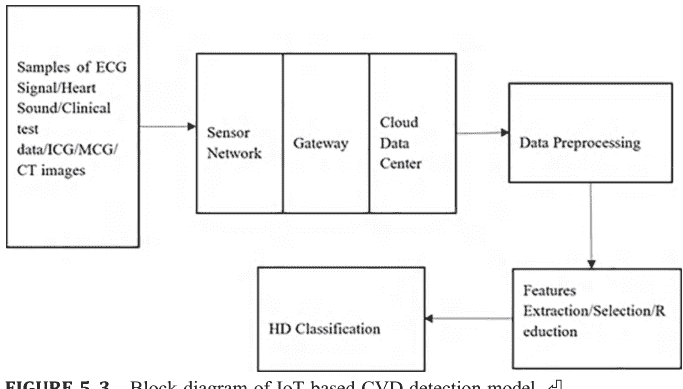 Samples of ECG
Signal/Heart
Sound/Clinical
test
data/ICG/MCG/
CT images
Sensor
Network
Gateway
Cloud
Data
Center
Data Preprocessing
Features
Extraction/Selection/R
eduction
HD Classification
FIGURE 5.3 Block diagram of IoT based CVD detection model.